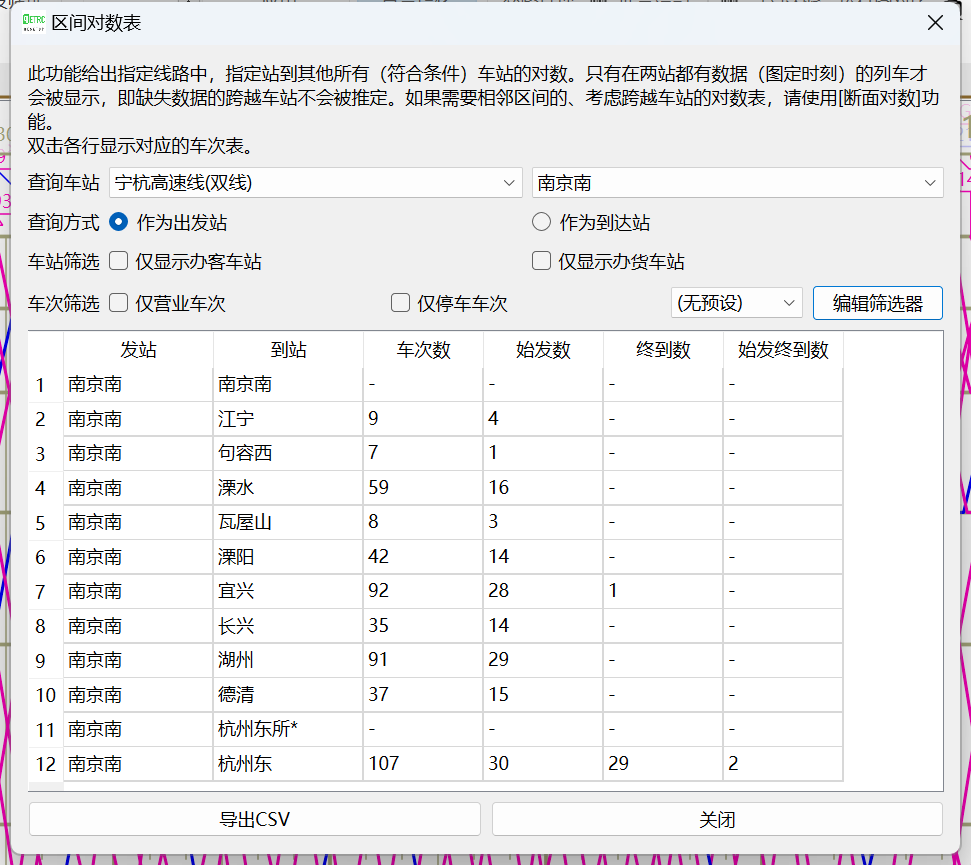 区间对数表
此功能给出指定线路中，指定站到其他所有（符合条件）车站的对数。只有在两站都有数据（图定时刻）的列车才
会被显示，即缺失数据的跨越车站不会被推定。如果需要相邻区间的、考虑跨越车站的对数表，请使用[断面对数]功
能。
双击各行显示对应的车次表。
查询车站 宁杭高速线(双线) 南京南
查询方式 作为出发站 作为到达站
车站筛选 仅显示办客车站 仅显示办货车站
车次筛选 仅营业车次 仅停车车次 (无预设) 编辑筛选器
发站 到站 车次数 始发数 终到数 始发终到数
1 南京南 南京南 - - - -
2 南京南 江宁 9 4 - -
3 南京南 句容西 7 1 - -
4 南京南 溧水 59 16 - -
5 南京南 瓦屋山 8 3 - -
6 南京南 溧阳 42 14 - -
7 南京南 宜兴 92 28 1 -
8 南京南 长兴 35 14 - -
9 南京南 湖州 91 29 - -
10 南京南 德清 37 15 - -
11 南京南 杭州东所* - - - -
12 南京南 杭州东 107 30 29 2
导出CSV 关闭